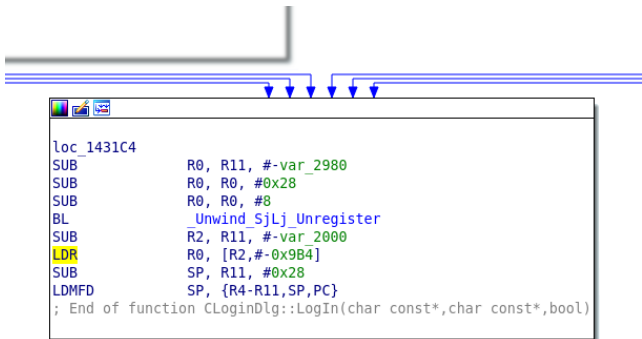 loc_1431C4
SUB R0, R11, #-var_2980
SUB R0, R0, #0x28
SUB R0, R0, #8
BL _Unwind_SjLj_Unregister
SUB R2, R11, #-var_2000
LDR R0, [R2,#-0x9B4]
SUB SP, R11, #0x28
LDMFD SP, {R4-R11,SP,PC}
; End of function CLoginDlg::LogIn(char const*,char const*,bool)